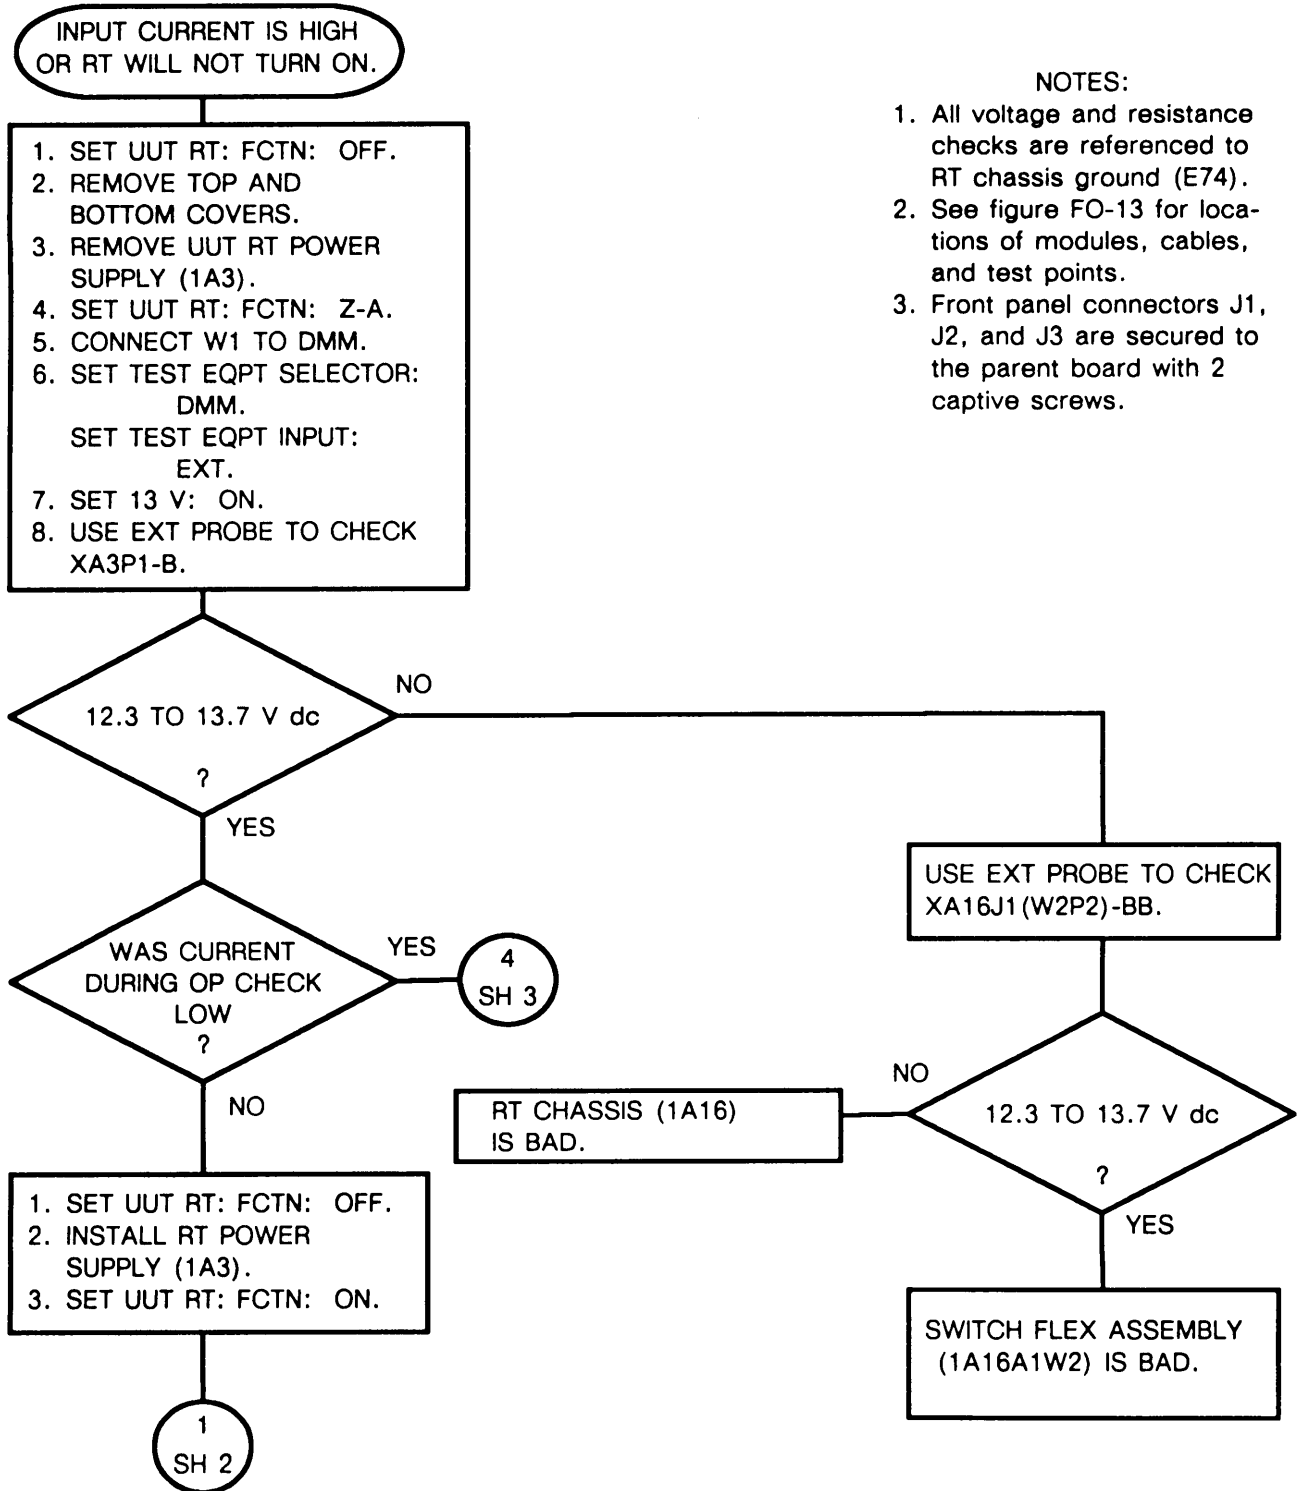 INPUT CURRENT IS HIGH
OR RT WILL NOT TURN ON.
1. SET UUT RT: FCTN: OFF.
2. REMOVE TOP AND
BOTTOM COVERS.
3. REMOVE UUT RT POWER
SUPPLY (1A3).
4. SET UUT RT: FCTN: Z-A.
5. CONNECT W1 TO DMM.
6. SET TEST EQPT SELECTOR:
DMM.
SET TEST EQPT INPUT:
EXT.
7. SET 13 V: ON.
8. USE EXT PROBE TO CHECK
XA3P1-B.
NOTES:
1. All voltage and resistance
checks are referenced to
RT chassis ground (E74).
2. See figure FO-13 for loca-
tions of modules, cables,
and test points.
3. Front panel connectors J1,
J2, and J3 are secured to
the parent board with 2
captive screws.
12.3 TO 13.7 V dc
?
NO
YES
WAS CURRENT
DURING OP CHECK
LOW
?
YES
4
SH 3
NO
1. SET UUT RT: FCTN: OFF.
2. INSTALL RT POWER
SUPPLY (1A3).
3. SET UUT RT: FCTN: ON.
1
SH 2
USE EXT PROBE TO CHECK
XA16J1(W2P2)-BB.
12.3 TO 13.7 V dc
?
NO
RT CHASSIS (1A16)
IS BAD.
YES
SWITCH FLEX ASSEMBLY
(1A16A1W2) IS BAD.